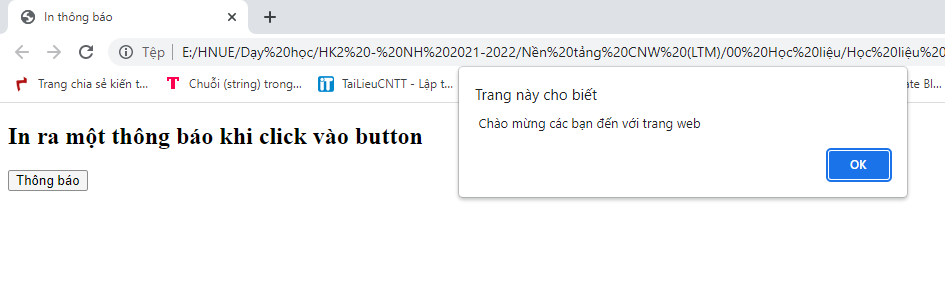 In thông báo
Tệp | E:/HNUE/Dạy%20học/HK2%20-%20NH%202021-2022/Nền%20tảng%20CNW%20(LTM)/00%20Học%20liệu/Học%20liệu%20
Trang chia sẻ kiến t... Chuỗi (string) trong... TaiLieuCNTT - Lập t... ate Bl...
Trang này cho biết
Chào mừng các bạn đến với trang web
OK
In ra một thông báo khi click vào button
Thông báo